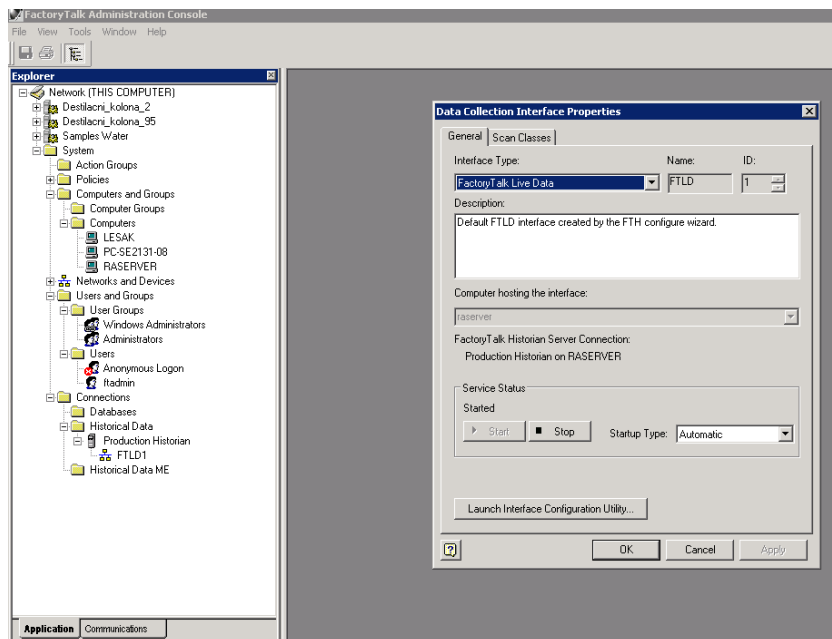 FactoryTalk Administration Console
File View Tools Window Help
Explorer
Network (THIS COMPUTER)
Destilacni_kolona_2
Destilacni_kolona_95
Samples Water
System
Action Groups
Policies
Computers and Groups
Computer Groups
Computers
LESAK
PC-SE2131-08
RASERVER
Networks and Devices
Users and Groups
User Groups
Windows Administrators
Administrators
Users
Anonymous Logon
ftadmin
Connections
Databases
Historical Data
Production Historian
FTLD1
Historical Data ME
Application Communications
Data Collection Interface Properties
General Scan Classes
Interface Type: Name: ID:
FactoryTalk Live Data FTLD 1
Description:
Default FTLD interface created by the FTH configure wizard.
Computer hosting the interface:
raserver
FactoryTalk Historian Server Connection:
Production Historian on RASERVER
Service Status
Started
Start Stop Startup Type: Automatic
Launch Interface Configuration Utility...
OK Cancel Apply